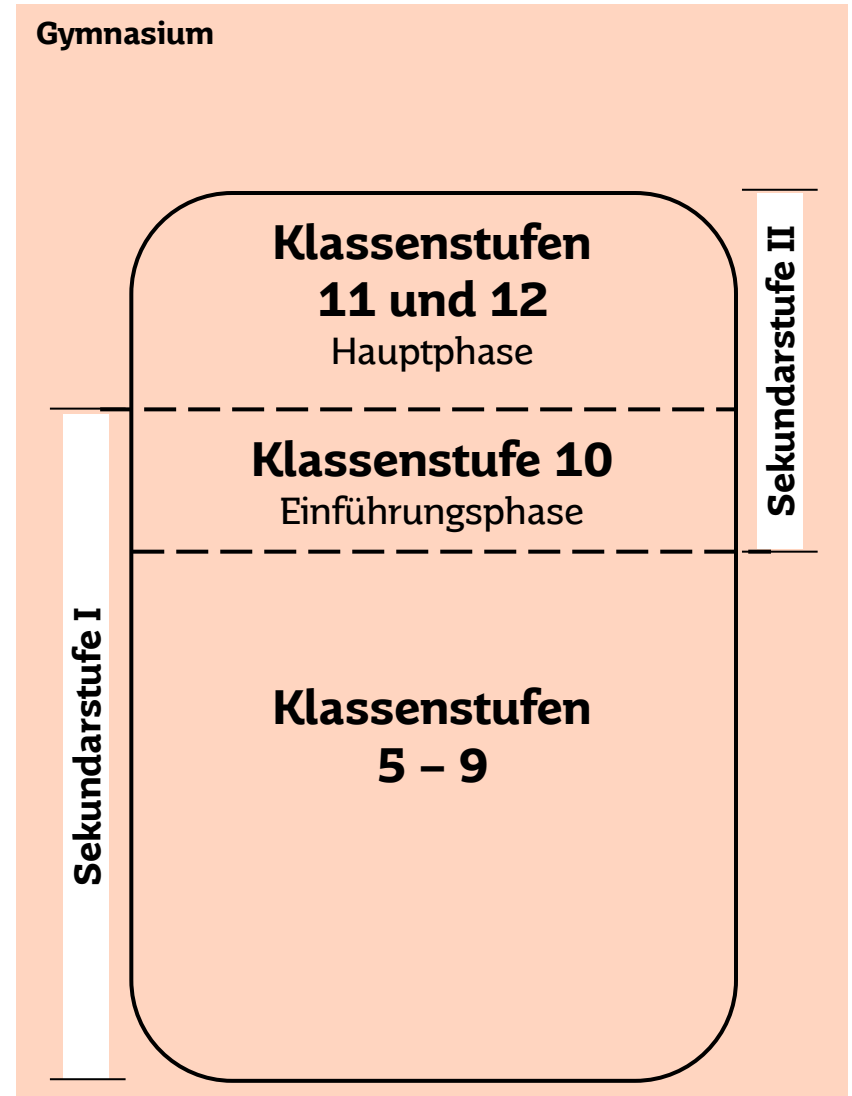 Gymnasium
Klassenstufen
11 und 12
Hauptphase
Sekundarstufe II
Klassenstufe 10
Einführungsphase
Sekundarstufe I
Klassenstufen
5 – 9